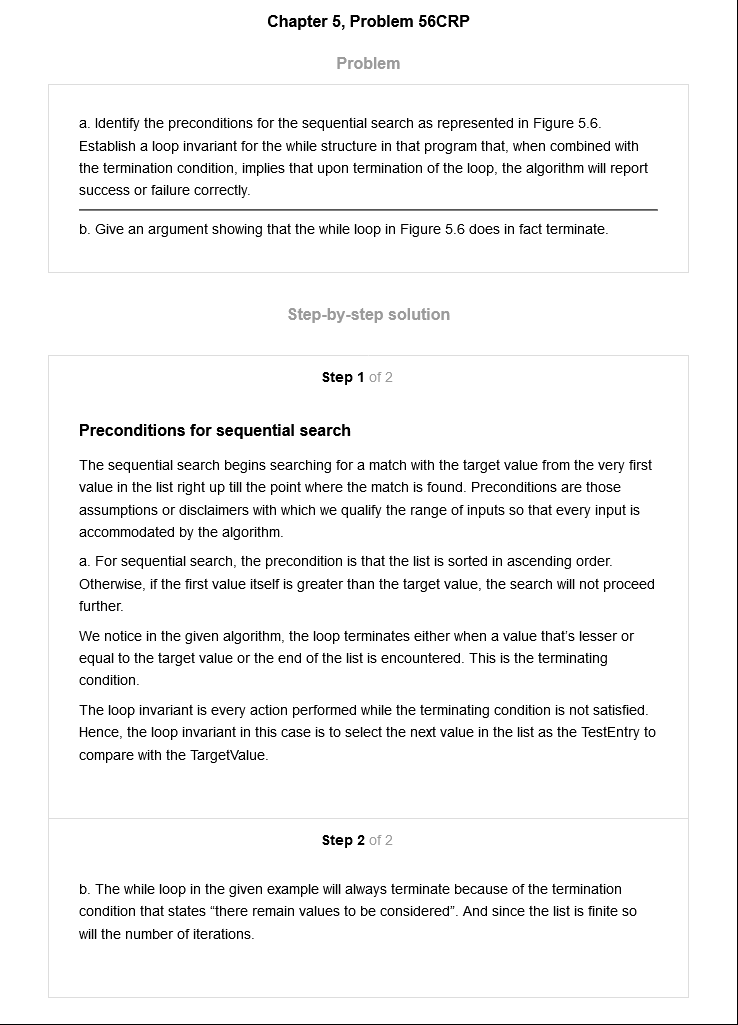 Chapter 5, Problem 56CRP
Problem
a. Identify the preconditions for the sequential search as represented in Figure 5.6.
Establish a loop invariant for the while structure in that program that, when combined with
the termination condition, implies that upon termination of the loop, the algorithm will report
success or failure correctly.
b. Give an argument showing that the while loop in Figure 5.6 does in fact terminate.
Step-by-step solution
Step 1 of 2
Preconditions for sequential search
The sequential search begins searching for a match with the target value from the very first
value in the list right up till the point where the match is found. Preconditions are those
assumptions or disclaimers with which we qualify the range of inputs so that every input is
accommodated by the algorithm.
a. For sequential search, the precondition is that the list is sorted in ascending order.
Otherwise, if the first value itself is greater than the target value, the search will not proceed
further.
We notice in the given algorithm, the loop terminates either when a value that's lesser or
equal to the target value or the end of the list is encountered. This is the terminating
condition.
The loop invariant is every action performed while the terminating condition is not satisfied.
Hence, the loop invariant in this case is to select the next value in the list as the TestEntry to
compare with the TargetValue.
Step 2 of 2
b. The while loop in the given example will always terminate because of the termination
condition that states “there remain values to be considered”. And since the list is finite so
will the number of iterations.